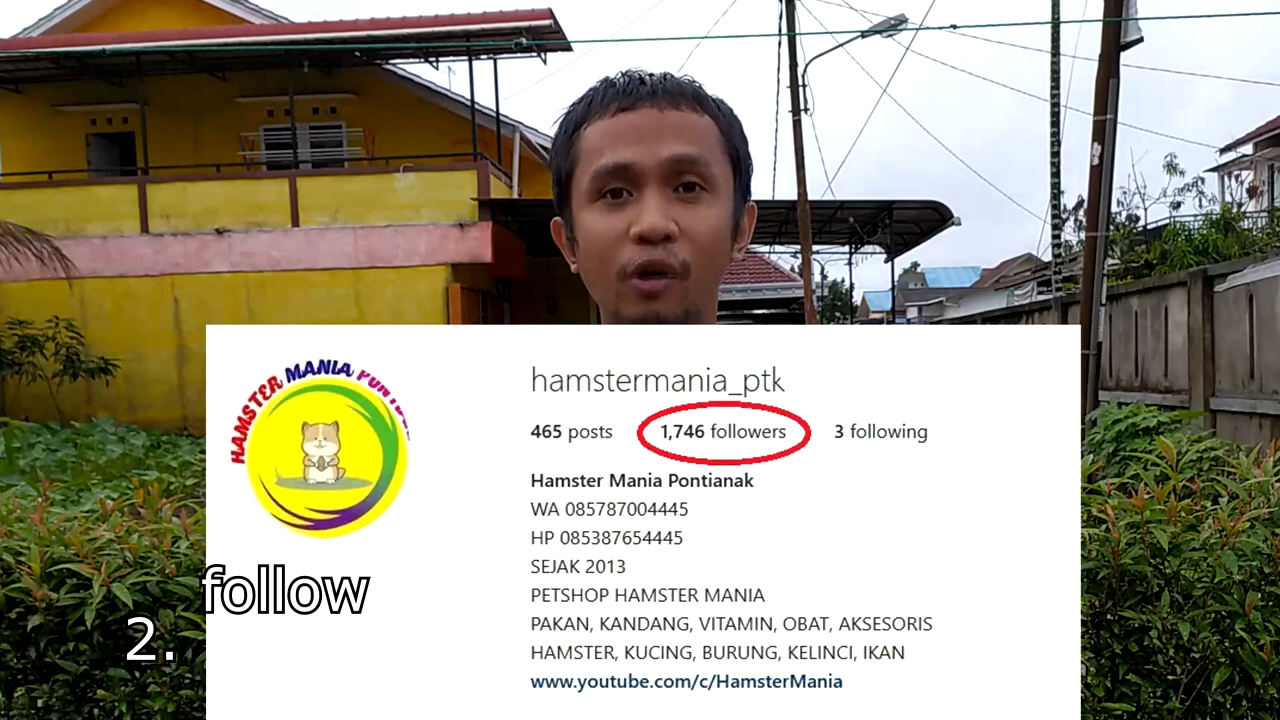 HAMSTER MANIA
hamstermania_ptk
465 posts 1,746 followers 3 following
Hamster Mania Pontianak
WA 085787004445
HP 085387654445
SEJAK 2013
PETSHOP HAMSTER MANIA
PAKAN, KANDANG, VITAMIN, OBAT, AKSESORIS
HAMSTER, KUCING, BURUNG, KELINCI, IKAN
www.youtube.com/c/HamsterMania
follow
2.